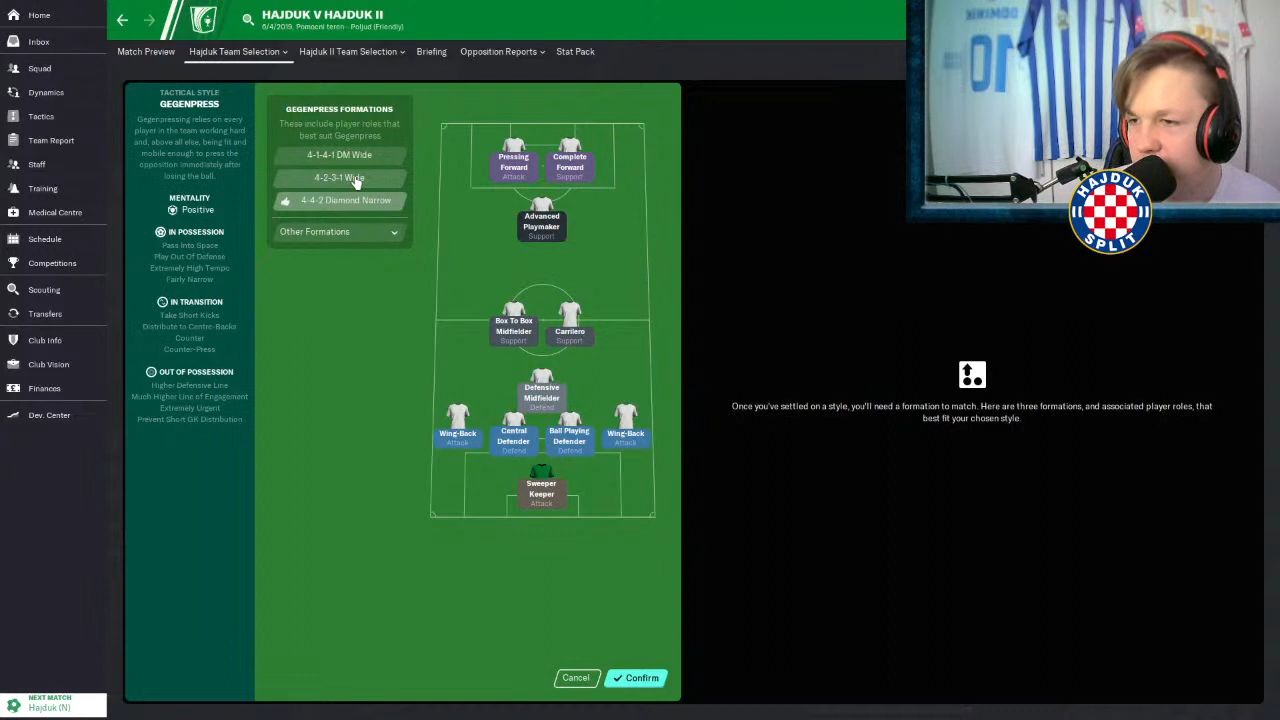 Home
Inbox
Squad
Dynamics
Tactics
Team Report
Staff
Training
Medical Centre
Schedule
Competitions
Scouting
Transfers
Club Info
Club Vision
Finances
Dev. Center
NEXT MATCH
Hajduk (N)
HAJDUK V HAJDUK II
6/4/2019, Pomocni teren - Poljud (Friendly)
Match Preview
Hajduk Team Selection
Hajduk II Team Selection
Briefing
Opposition Reports
Stat Pack
TACTICAL STYLE
GEGENPRESS
Gegenpressing relies on every
player in the team working hard
and, above all else, being fit and
mobile enough to press the
opposition immediately after
losing the ball.
MENTALITY
Positive
IN POSSESSION
Pass Into Space
Play Out Of Defense
Extremely High Tempo
Fairly Narrow
IN TRANSITION
Take Short Kicks
Distribute to Centre-Backs
Counter
Counter-Press
OUT OF POSSESSION
Higher Defensive Line
Much Higher Line of Engagement
Extremely Urgent
Prevent Short GK Distribution
GEGENPRESS FORMATIONS
These include player roles that
best suit Gegenpress
4-1-4-1 DM Wide
4-2-3-1 Wide
4-4-2 Diamond Narrow
Other Formations
Pressing
Forward
Attack
Complete
Forward
Support
Advanced
Playmaker
Support
Box To Box
Midfielder
Support
Carrilero
Support
Defensive
Midfielder
Defend
Wing-Back
Attack
Central
Defender
Defend
Ball Playing
Defender
Defend
Wing-Back
Attack
Sweeper
Keeper
Attack
Cancel
Confirm
Once you've settled on a style, you'll need a formation to match. Here are three formations, and associated player roles, that
best fit your chosen style.
DOMINIK
10
HAJDUK
SPLIT